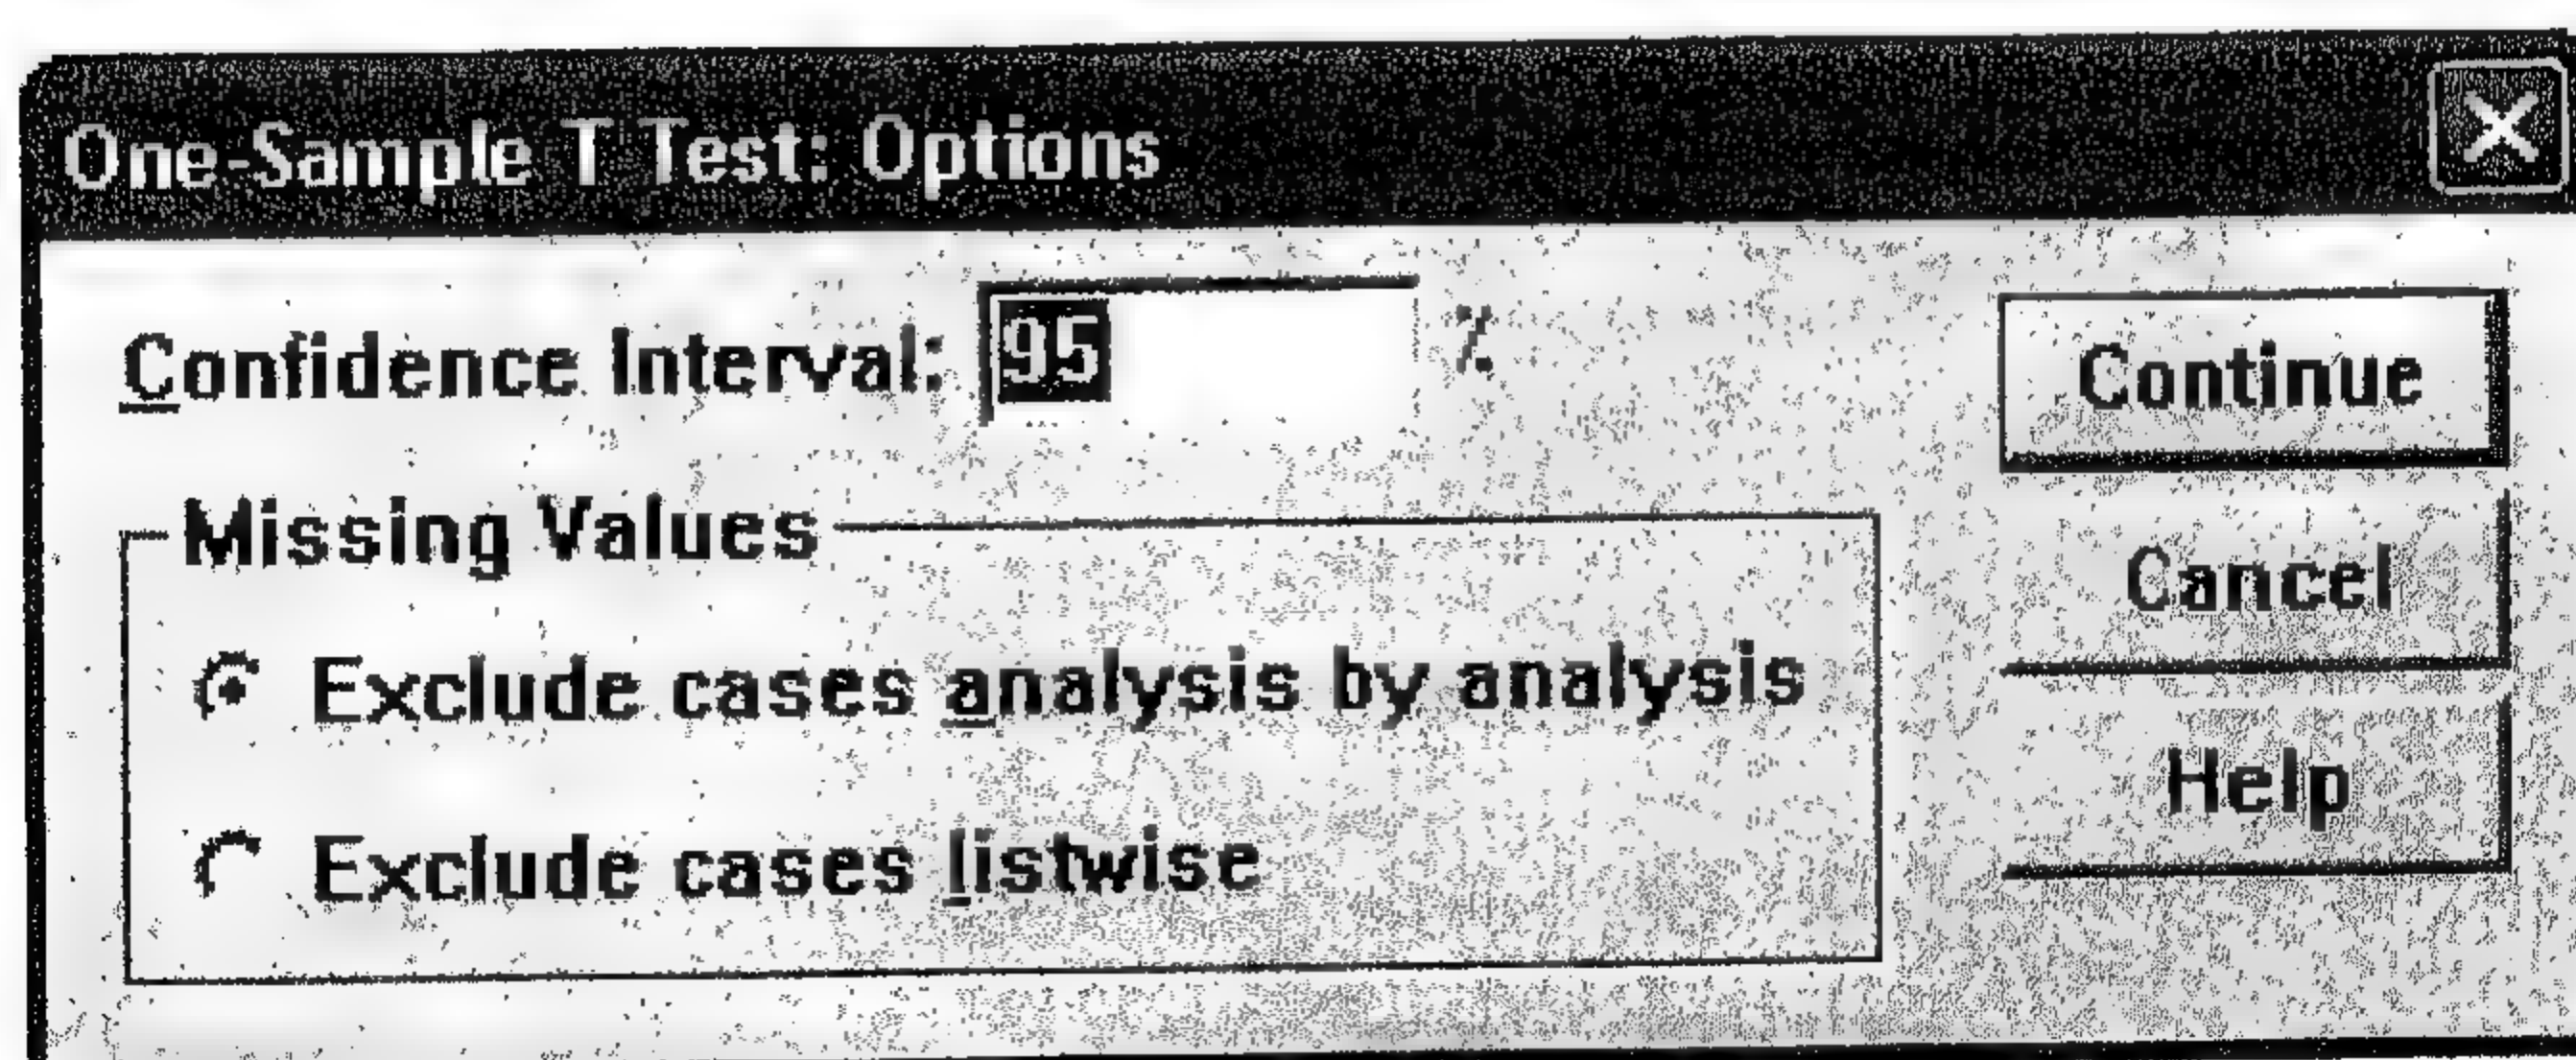 One-Sample T Test: Options
Confidence Interval: 95 %
Continue
Missing Values
Cancel
Exclude cases analysis by analysis
Help
Exclude cases listwise